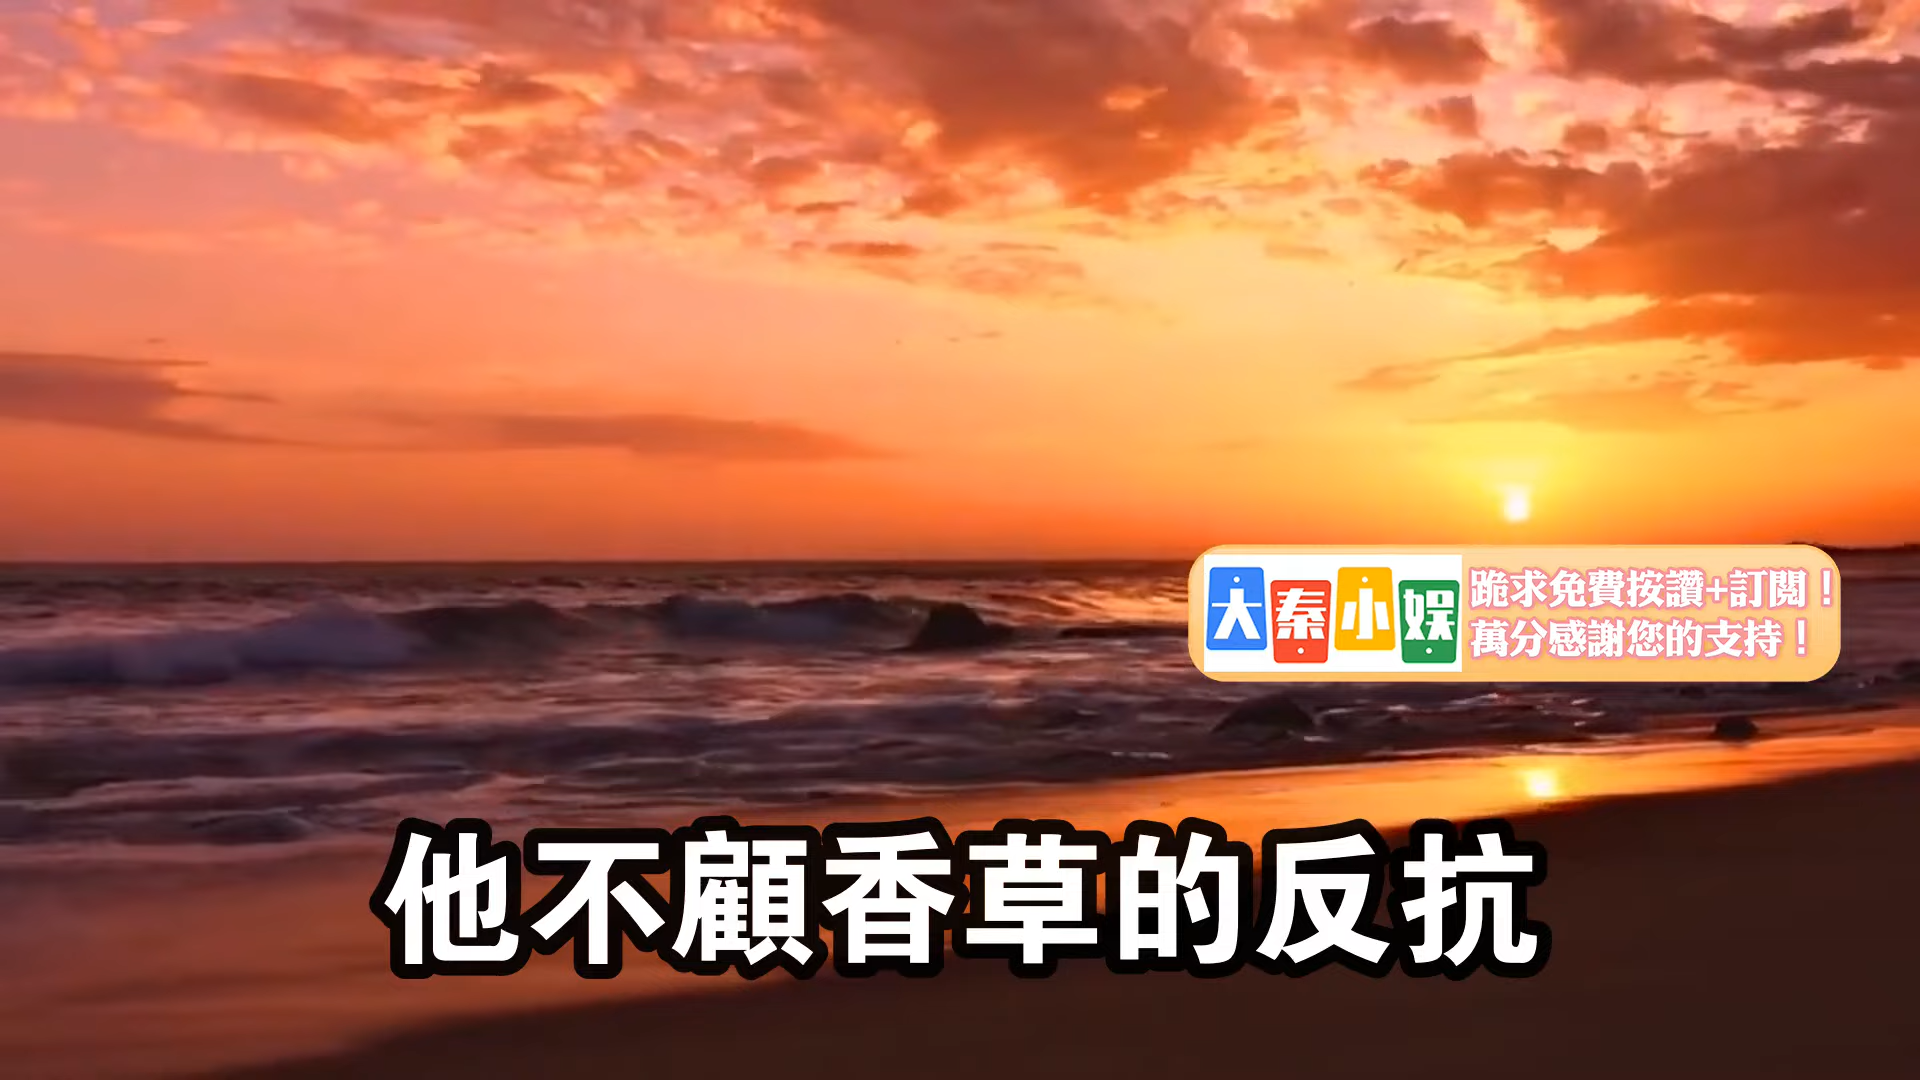 大秦小娱
跪求免費按讚+訂閱！
萬分感謝您的支持！
他不顧香草的反抗